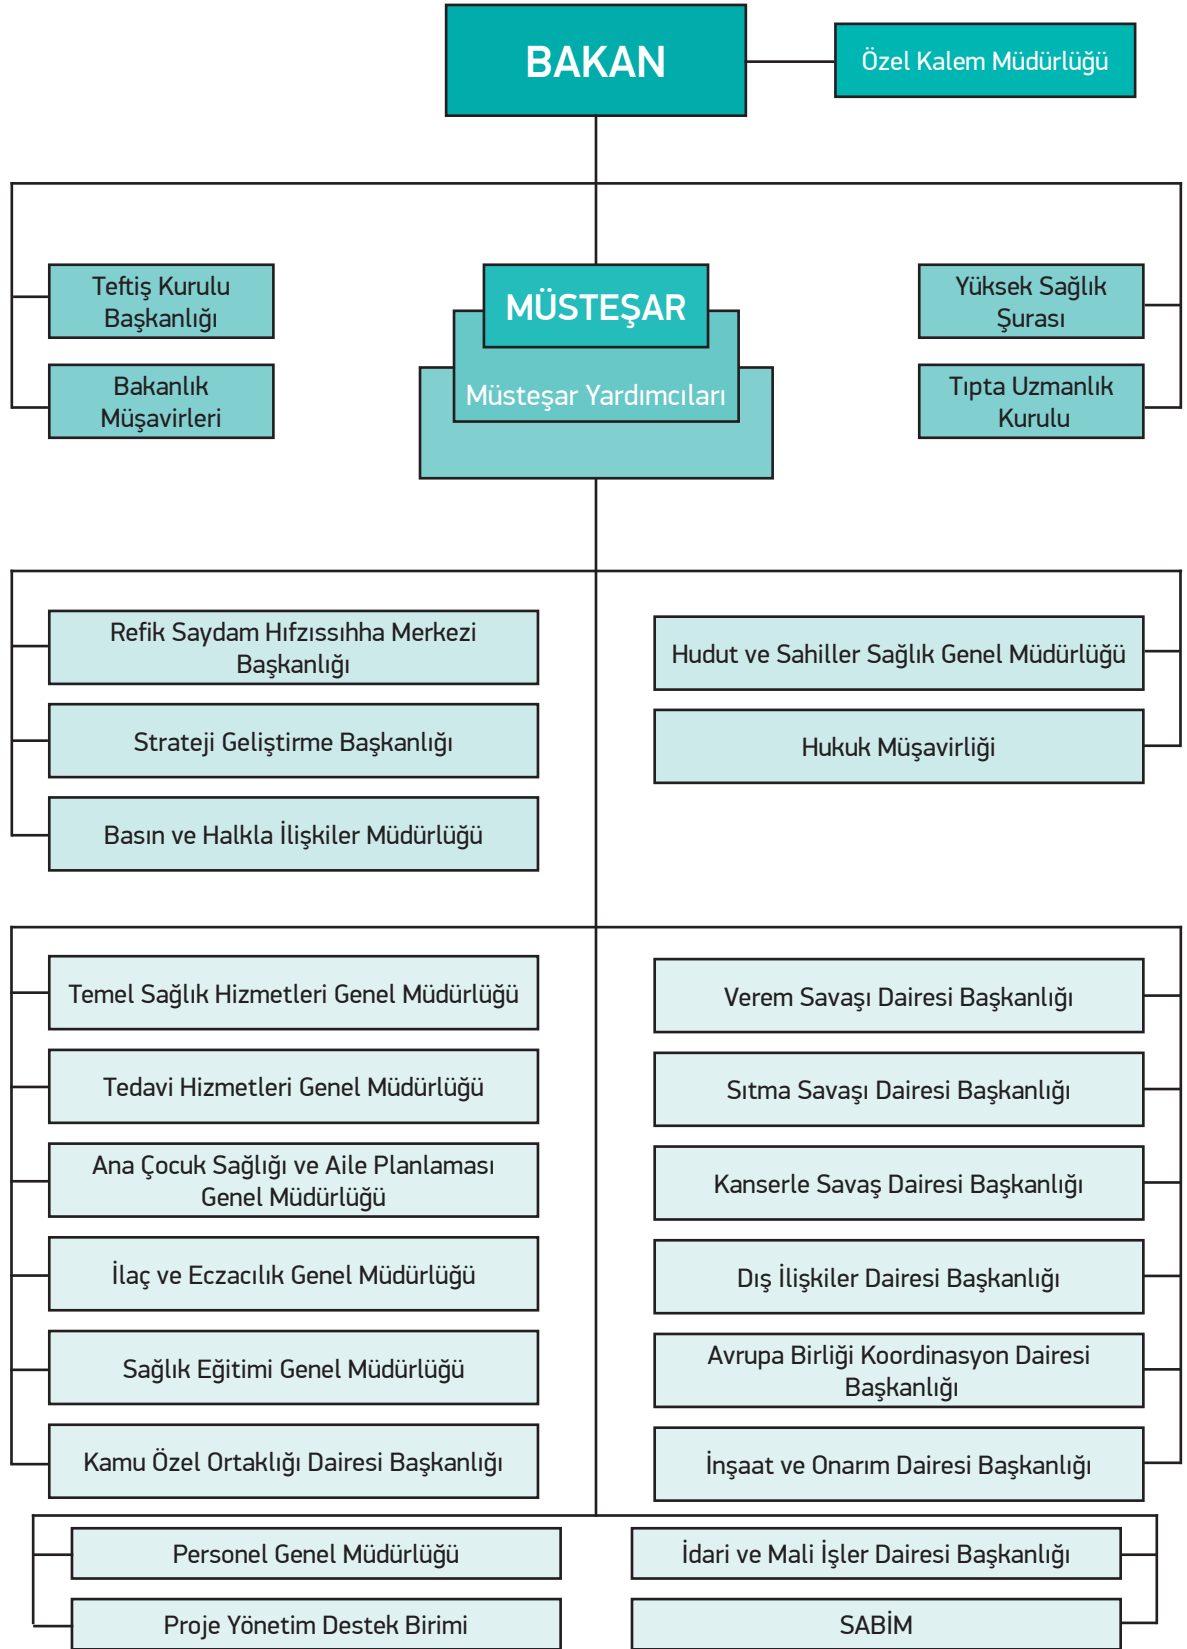 BAKAN
Özel Kalem Müdürlüğü
Teftiş Kurulu
Başkanlığı
Bakanlık
Müşavirleri
MÜSTEŞAR
Müsteşar Yardımcıları
Yüksek Sağlık
Şurası
Tıpta Uzmanlık
Kurulu
Refik Saydam Hıfzıssıhha Merkezi
Başkanlığı
Strateji Geliştirme Başkanlığı
Basın ve Halkla İlişkiler Müdürlüğü
Hudut ve Sahiller Sağlık Genel Müdürlüğü
Hukuk Müşavirliği
Temel Sağlık Hizmetleri Genel Müdürlüğü
Tedavi Hizmetleri Genel Müdürlüğü
Ana Çocuk Sağlığı ve Aile Planlaması
Genel Müdürlüğü
İlaç ve Eczacılık Genel Müdürlüğü
Sağlık Eğitimi Genel Müdürlüğü
Kamu Özel Ortaklığı Dairesi Başkanlığı
Verem Savaşı Dairesi Başkanlığı
Sıtma Savaşı Dairesi Başkanlığı
Kanserle Savaş Dairesi Başkanlığı
Dış İlişkiler Dairesi Başkanlığı
Avrupa Birliği Koordinasyon Dairesi
Başkanlığı
İnşaat ve Onarım Dairesi Başkanlığı
Personel Genel Müdürlüğü
Proje Yönetim Destek Birimi
İdari ve Mali İşler Dairesi Başkanlığı
SABİM